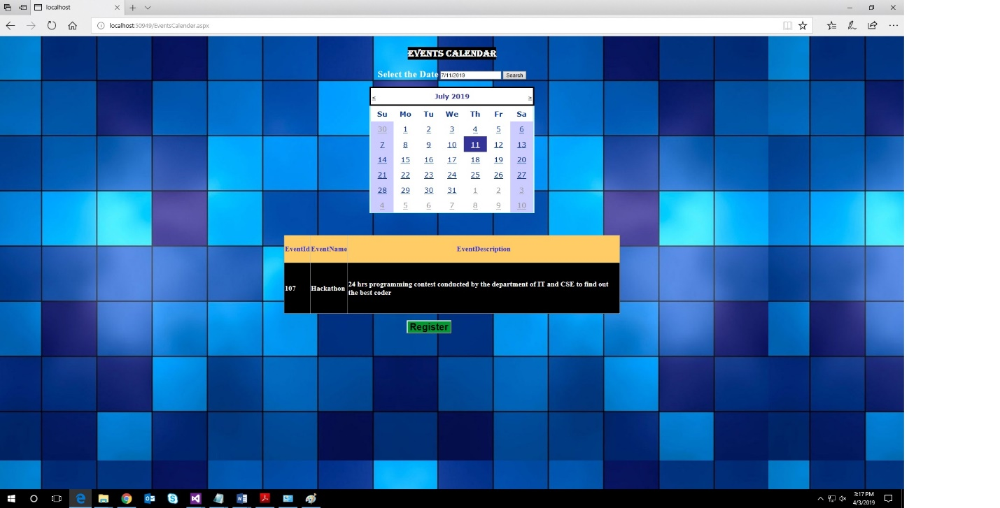 localhost
localhost:50949/EventsCalender.aspx
EVENTS CALENDAR
Select the Date 7/11/2019 Search
< July 2019 >
Su Mo Tu We Th Fr Sa
30 1 2 3 4 5 6
7 8 9 10 11 12 13
14 15 16 17 18 19 20
21 22 23 24 25 26 27
28 29 30 31 1 2 3
4 5 6 7 8 9 10
EventId EventName EventDescription
107 Hackathon 24 hrs programming contest conducted by the department of IT and CSE to find out
the best coder
Register
3:17 PM
4/3/2019